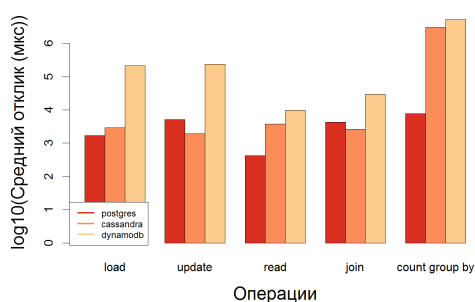 log10(Средний отклик (мкс))
6
5
4
3
2
1
0
postgres
cassandra
dynamodb
load update read join count group by
Операции